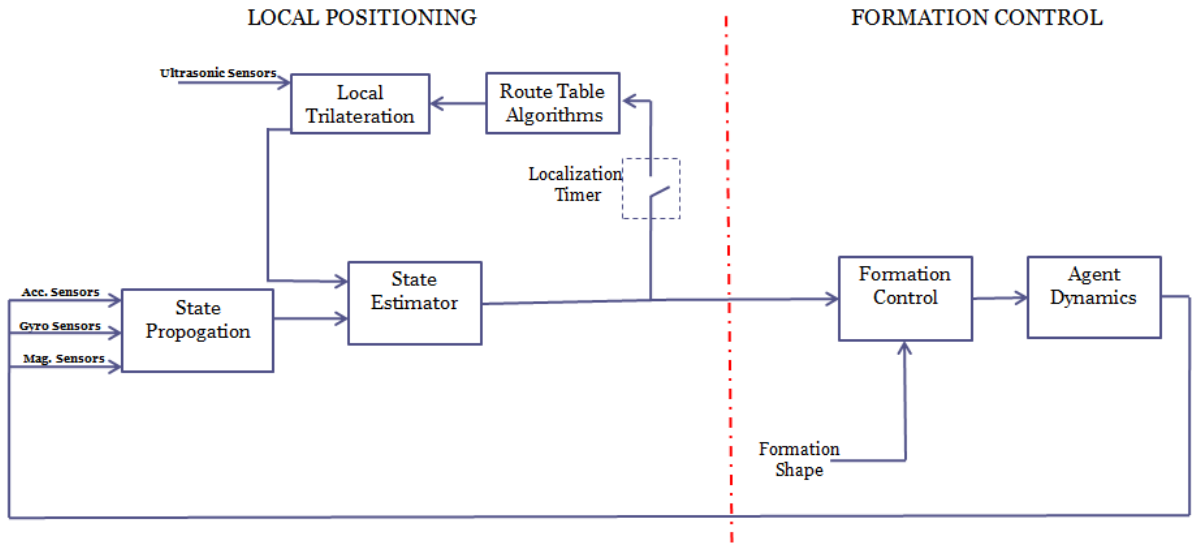 LOCAL POSITIONING
FORMATION CONTROL
Ultrasonic Sensors
Local
Trilateration
Route Table
Algorithms
Localization
Timer
State
Estimator
Acc. Sensors
Gyro Sensors
Mag. Sensors
State
Propogation
Formation
Control
Agent
Dynamics
Formation
Shape